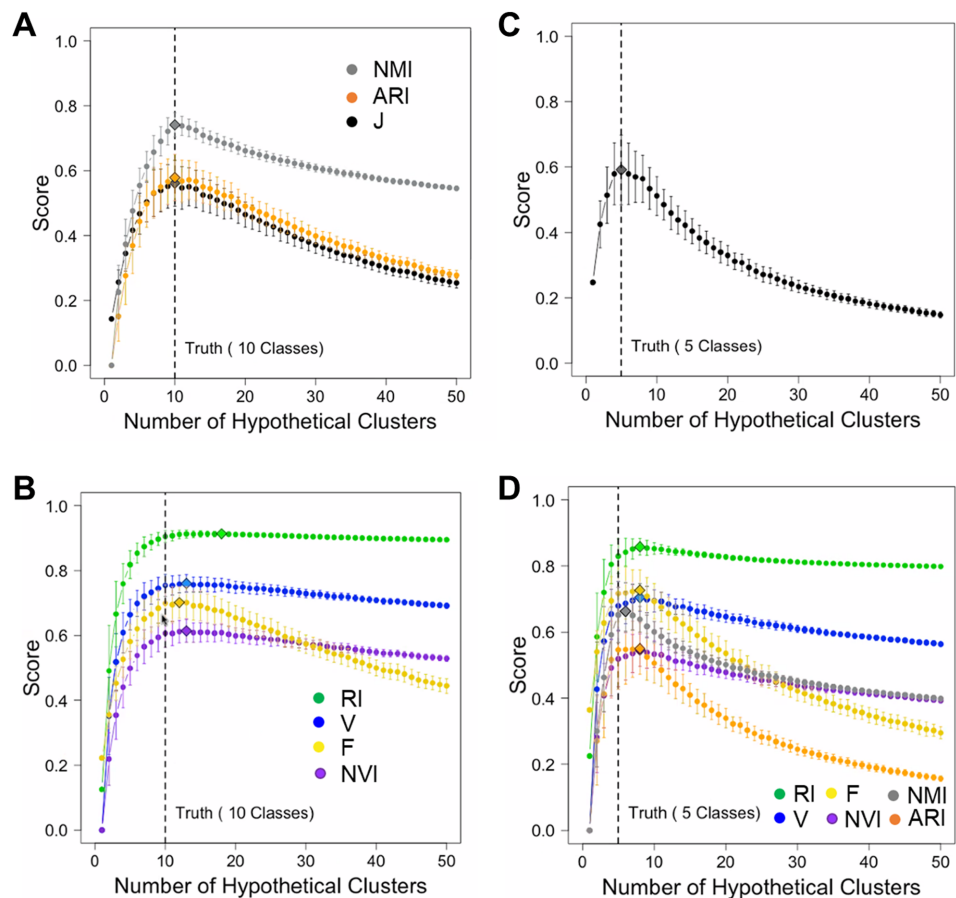 A
1.0
0.8
0.6
0.4
0.2
0.0
Score
NMI
ARI
J
Truth ( 10 Classes)
0 10 20 30 40 50
Number of Hypothetical Clusters
C
1.0
0.8
0.6
0.4
0.2
0.0
Score
Truth ( 5 Classes)
0 10 20 30 40 50
Number of Hypothetical Clusters
B
1.0
0.8
0.6
0.4
0.2
0.0
Score
RI
V
F
NVI
Truth ( 10 Classes)
0 10 20 30 40 50
Number of Hypothetical Clusters
D
1.0
0.8
0.6
0.4
0.2
0.0
Score
Truth ( 5 Classes)
RI F NMI
V NVI ARI
0 10 20 30 40 50
Number of Hypothetical Clusters